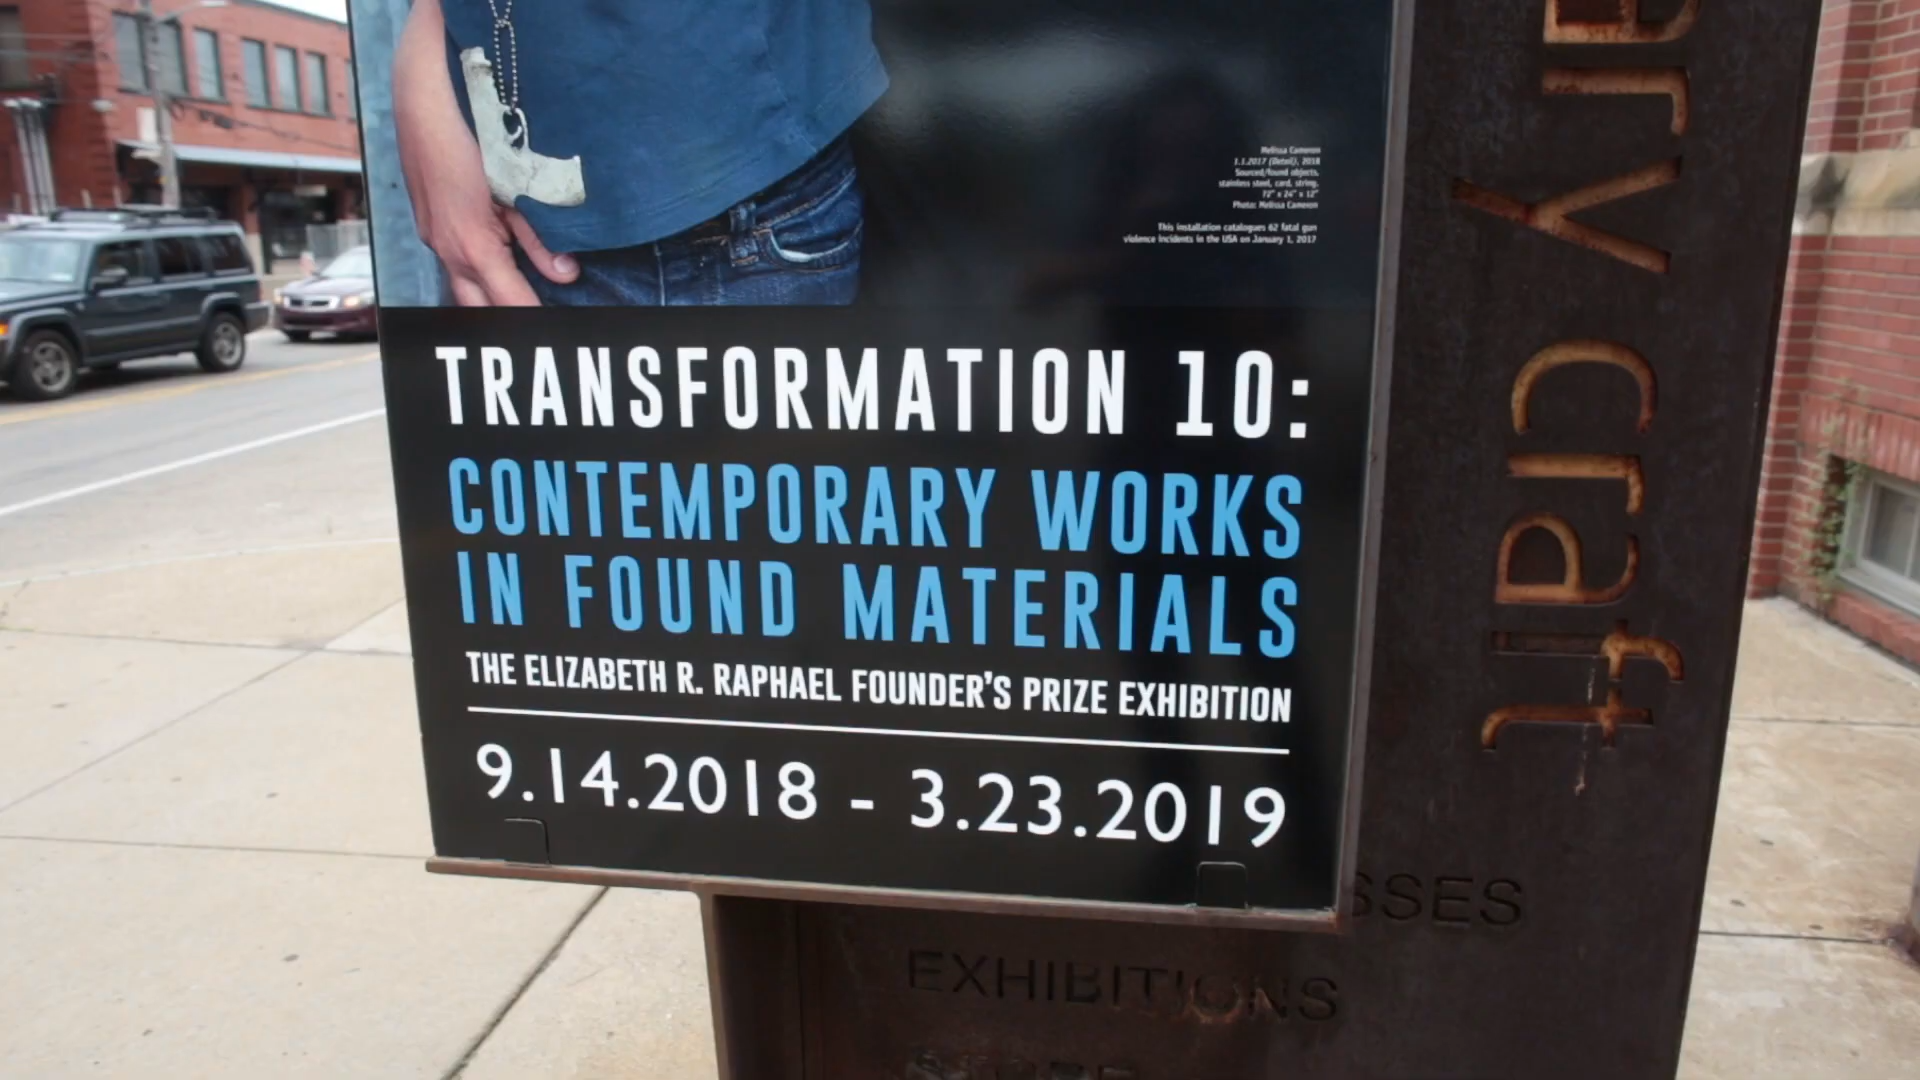 Melissa Cameron
1.1.2017 (Detail), 2018
Sourced/found objects,
stainless steel, card, string.
72" x 24" x 12"
Photo: Melissa Cameron
This installation catalogues 62 fatal gun
violence incidents in the USA on January 1, 2017
TRANSFORMATION 10:
CONTEMPORARY WORKS
IN FOUND MATERIALS
THE ELIZABETH R. RAPHAEL FOUNDER'S PRIZE EXHIBITION
9.14.2018 - 3.23.2019
ary craft
SSES
EXHIBITIONS